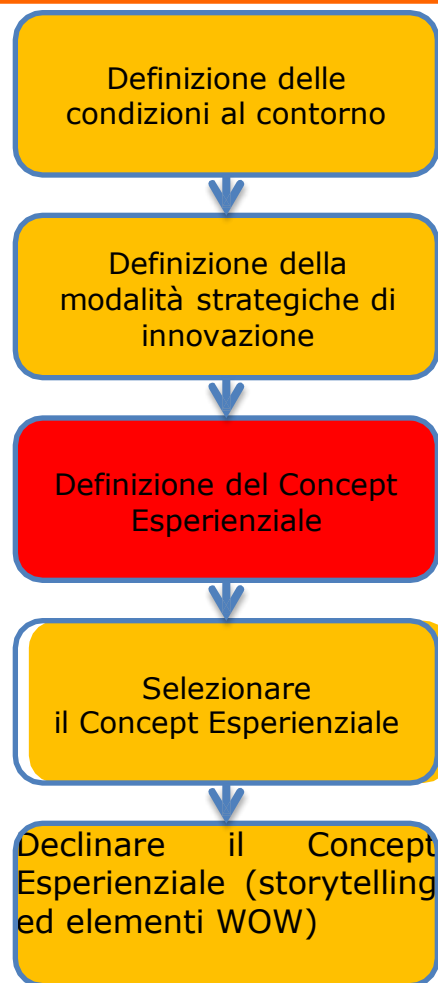 Definizione delle
condizioni al contorno
Definizione della
modalità strategiche di
innovazione
Definizione del Concept
Esperienziale
Selezionare
il Concept Esperienziale
Declinare il Concept
Esperienziale (storytelling
ed elementi WOW)